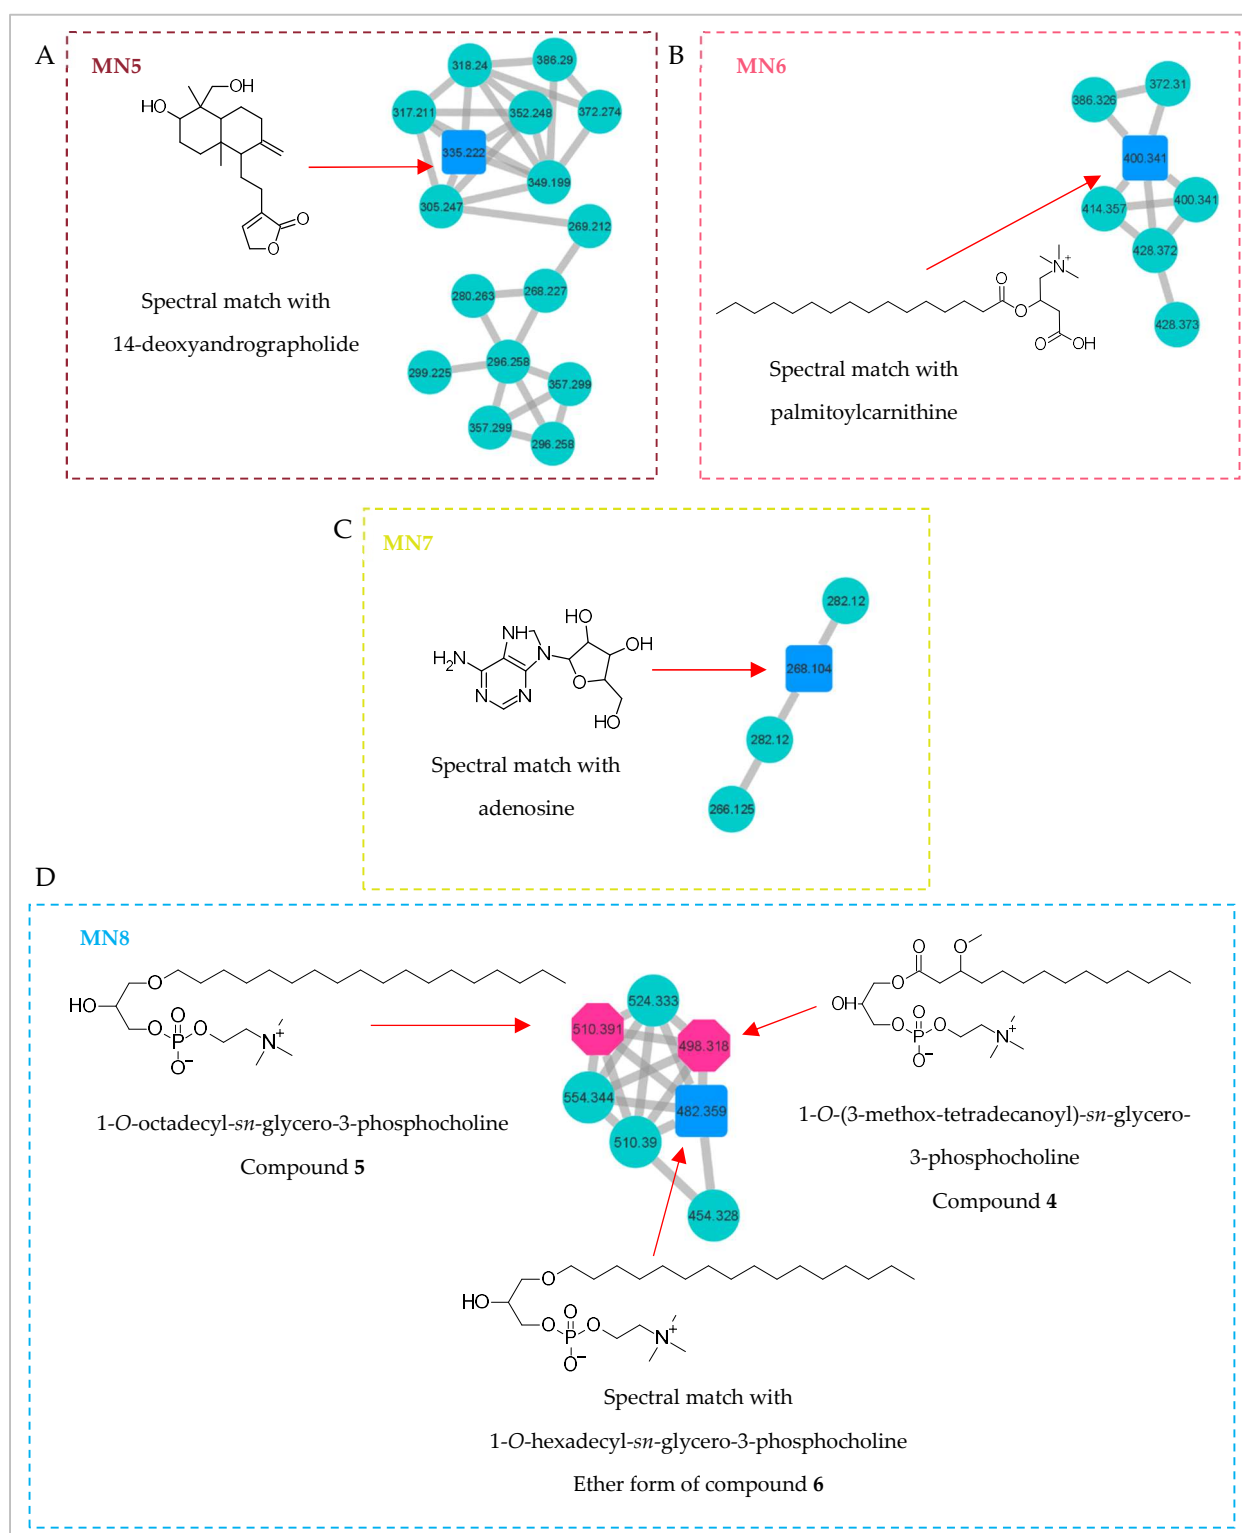 A
MN5
OH
HO
O
O
318.24
386.29
317.211
352.248
372.274
335.222
349.199
305.247
269.212
280.263
268.227
296.258
299.225
357.299
357.299
296.258
Spectral match with
14-deoxyandrographolide
B
MN6
372.31
386.326
400.341
414.357
400.341
428.372
428.373
O
O
N+
O
OH
Spectral match with
palmitoylcarnithine
C
MN7
NH
H2N
N
N
N
HO
OH
O
HO
282.12
268.104
282.12
266.125
Spectral match with
adenosine
D
MN8
O
HO
O
O
P
O
O−
N+
524.333
510.391
498.318
554.344
482.359
510.39
454.328
O
O
O
OH
O
O
P
O
O−
N+
1-O-octadecyl-sn-glycero-3-phosphocholine
Compound 5
1-O-(3-methox-tetradecanoyl)-sn-glycero-
3-phosphocholine
Compound 4
O
HO
O
O
P
O
O−
N+
Spectral match with
1-O-hexadecyl-sn-glycero-3-phosphocholine
Ether form of compound 6